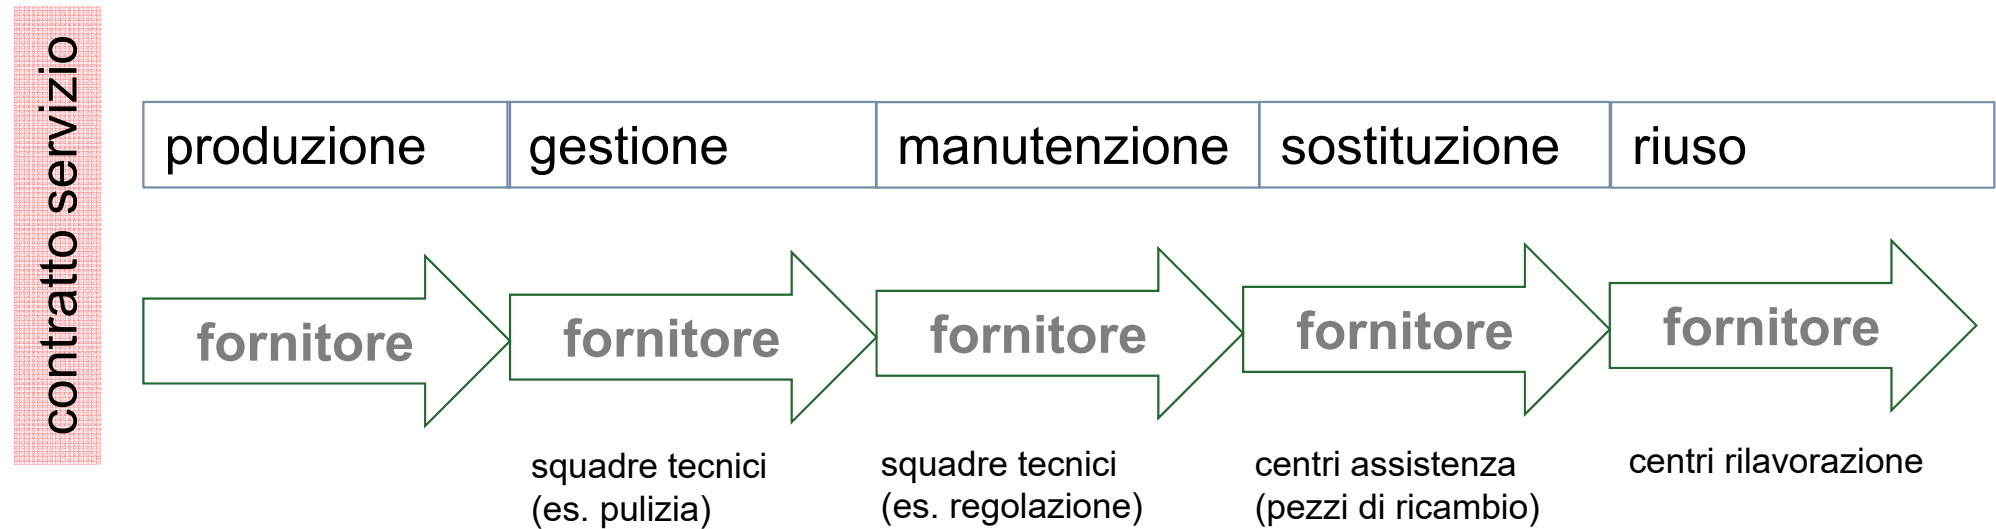 contratto servizio
produzione
gestione
manutenzione
sostituzione
riuso
fornitore
fornitore
fornitore
fornitore
fornitore
squadre tecnici
(es. pulizia)
squadre tecnici
(es. regolazione)
centri assistenza
(pezzi di ricambio)
centri rilavorazione